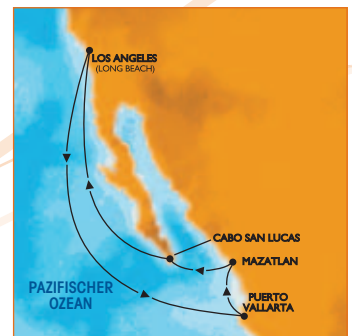 LOS ANGELES
(LONG BEACH)
CABO SAN LUCAS
MAZATLAN
PAZIFISCHER
OZEAN
PUERTO
VALLARTA